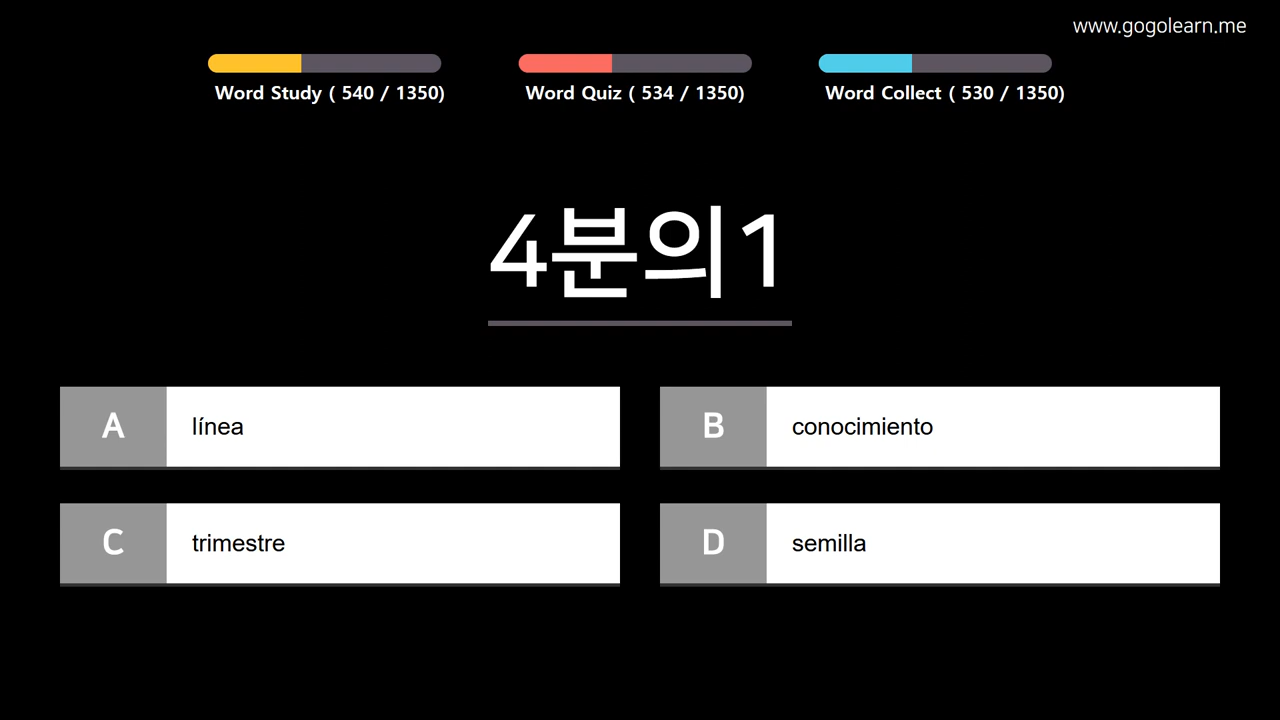 www.gogolearn.me
Word Study ( 540 / 1350)
Word Quiz ( 534 / 1350)
Word Collect ( 530 / 1350)
4분의1
A
línea
B
conocimiento
C
trimestre
D
semilla